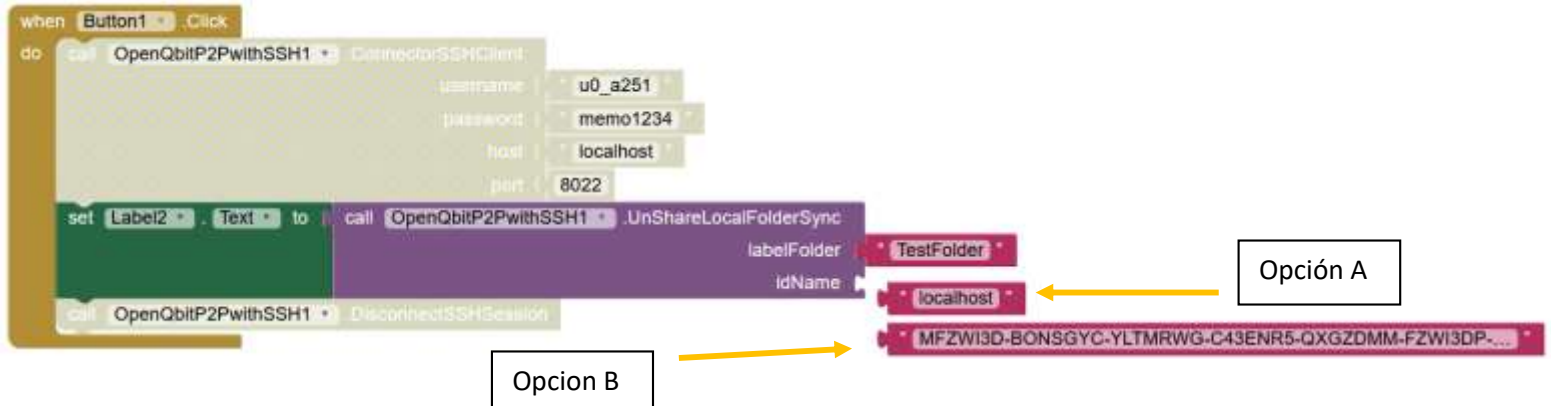 when Button1 .Click
do call OpenQbitP2PwithSSH1 .ConnectorSSHClient
username " u0_a251 "
password " memo1234 "
host " localhost "
port 8022
set Label2 . Text to call OpenQbitP2PwithSSH1 .UnShareLocalFolderSync
labelFolder " TestFolder "
idName
" localhost "
Opción A
call OpenQbitP2PwithSSH1 .DisconnectSSHSession
" MFZWI3D-BONSGYC-YLTMRWG-C43ENR5-QXGZDMM-FZWI3DP-... "
Opcion B